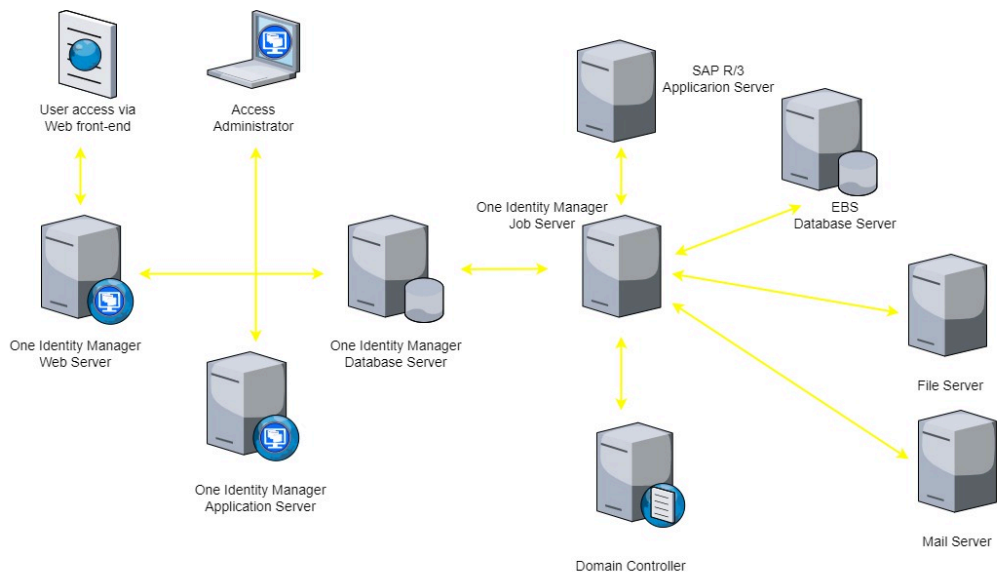 User access via
Web front-end
Access
Administrator
SAP R/3
Applicarion Server
EBS
Database Server
One Identity Manager
Job Server
One Identity Manager
Web Server
One Identity Manager
Database Server
File Server
One Identity Manager
Application Server
Mail Server
Domain Controller